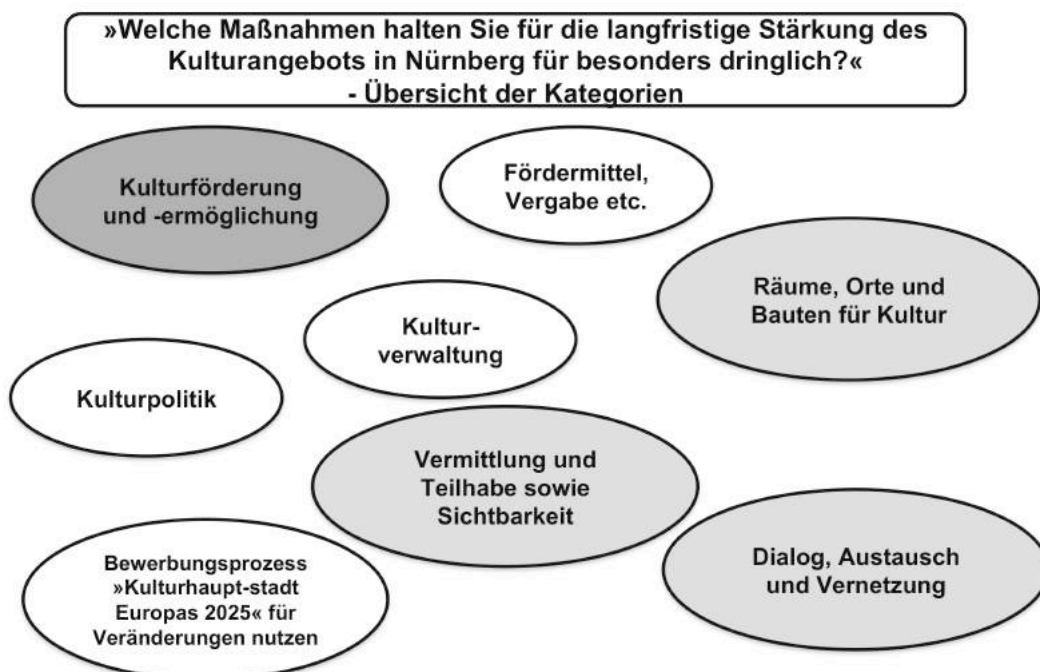 »Welche Maßnahmen halten Sie für die langfristige Stärkung des
Kulturangebots in Nürnberg für besonders dringlich?«
- Übersicht der Kategorien
Kulturförderung
und -ermöglichung
Fördermittel,
Vergabe etc.
Räume, Orte und
Bauten für Kultur
Kultur-
verwaltung
Kulturpolitik
Vermittlung und
Teilhabe sowie
Sichtbarkeit
Bewerbungsprozess
»Kulturhaupt-stadt
Europas 2025« für
Veränderungen nutzen
Dialog, Austausch
und Vernetzung